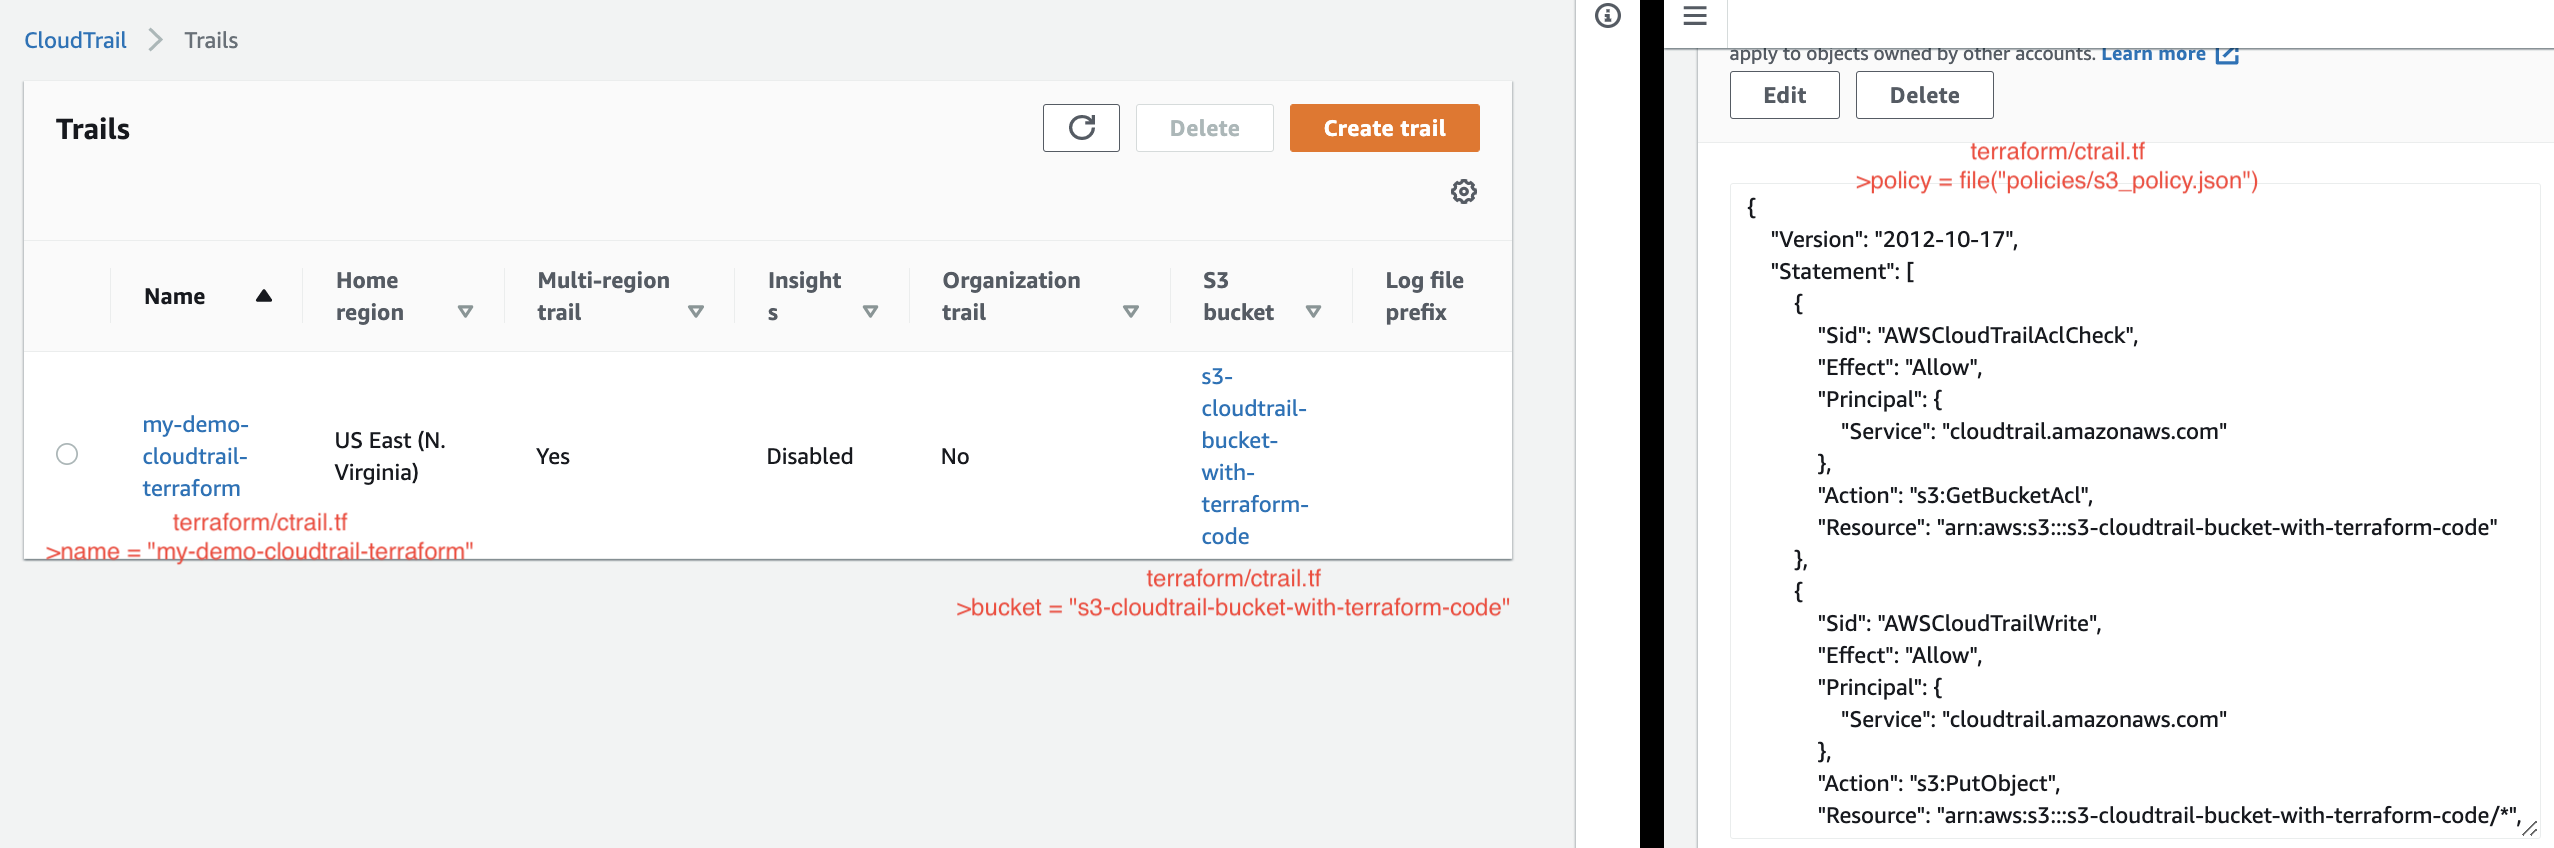 CloudTrail > Trails
Trails
Delete
Create trail
Name
Home
region
Multi-region
trail
Insight
s
Organization
trail
S3
bucket
Log file
prefix
my-demo-
cloudtrail-
terraform
US East (N.
Virginia)
Yes
Disabled
No
s3-
cloudtrail-
bucket-
with-
terraform-
code
terraform/ctrail.tf
>name = "my-demo-cloudtrail-terraform"
terraform/ctrail.tf
>bucket = "s3-cloudtrail-bucket-with-terraform-code"
apply to objects owned by other accounts. Learn more
Edit
Delete
terraform/ctrail.tf
>policy = file("policies/s3_policy.json")
{
"Version": "2012-10-17",
"Statement": [
{
"Sid": "AWSCloudTrailAclCheck",
"Effect": "Allow",
"Principal": {
"Service": "cloudtrail.amazonaws.com"
},
"Action": "s3:GetBucketAcl",
"Resource": "arn:aws:s3:::s3-cloudtrail-bucket-with-terraform-code"
},
{
"Sid": "AWSCloudTrailWrite",
"Effect": "Allow",
"Principal": {
"Service": "cloudtrail.amazonaws.com"
},
"Action": "s3:PutObject",
"Resource": "arn:aws:s3:::s3-cloudtrail-bucket-with-terraform-code/*",